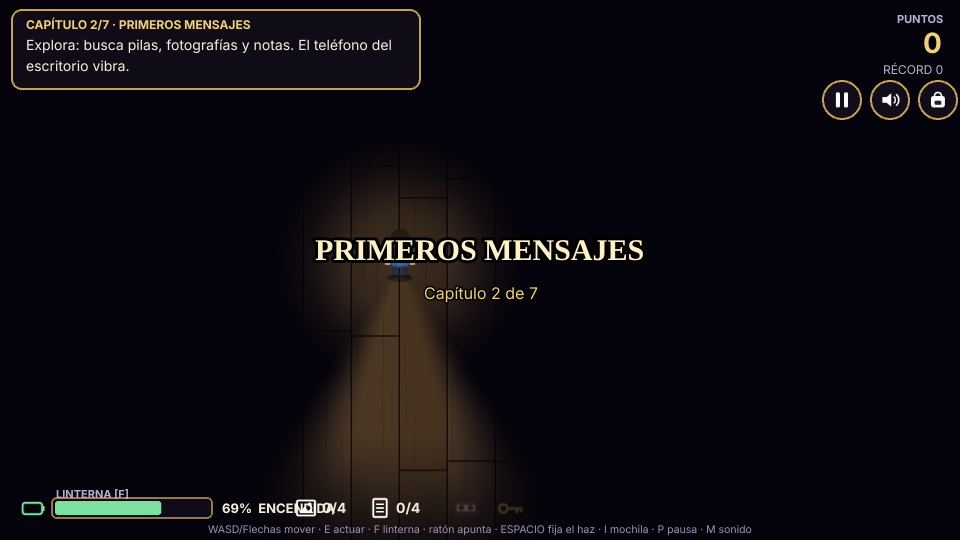 CAPÍTULO 2/7 · PRIMEROS MENSAJES
Explora: busca pilas, fotografías y notas. El teléfono del
escritorio vibra.
PUNTOS
0
RÉCORD 0
PRIMEROS MENSAJES
Capítulo 2 de 7
LINTERNA [F]
69% ENCENDIDA 0/4 0/4
WASD/Flechas mover · E actuar · F linterna · ratón apunta · ESPACIO fija el haz · I mochila · P pausa · M sonido